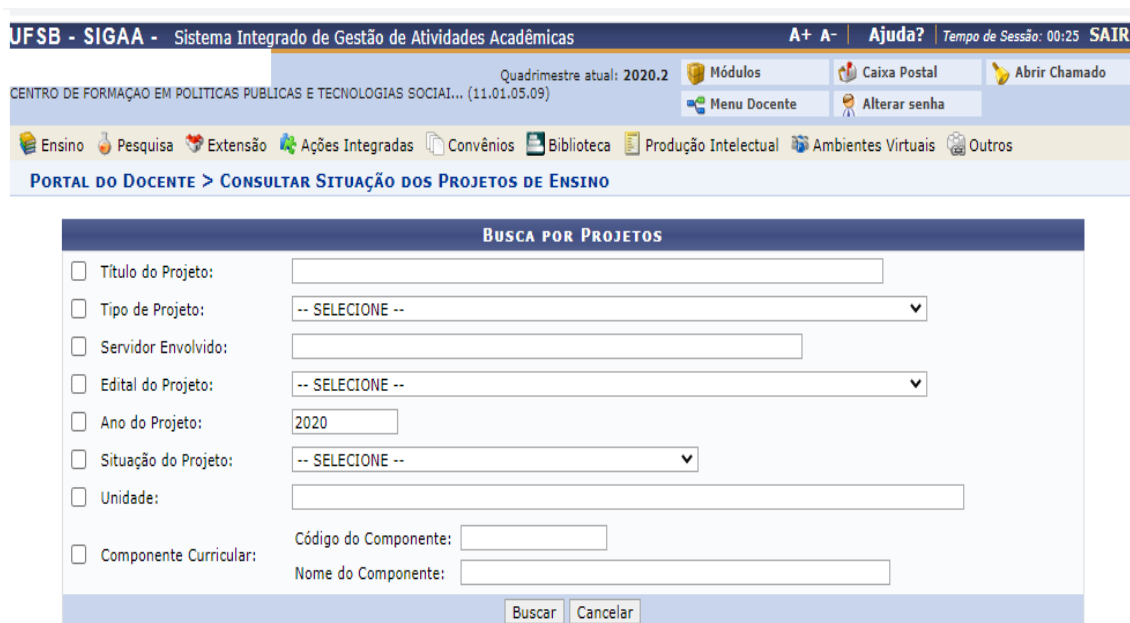 UFSB - SIGAA - Sistema Integrado de Gestão de Atividades Acadêmicas A+ A- | Ajuda? | Tempo de Sessão: 00:25 SAIR
Quadrimestre atual: 2020.2 Módulos Caixa Postal Abrir Chamado
CENTRO DE FORMAÇAO EM POLITICAS PUBLICAS E TECNOLOGIAS SOCIAI... (11.01.05.09)
Menu Docente Alterar senha
Ensino Pesquisa Extensão Ações Integradas Convênios Biblioteca Produção Intelectual Ambientes Virtuais Outros
PORTAL DO DOCENTE > CONSULTAR SITUAÇÃO DOS PROJETOS DE ENSINO
BUSCA POR PROJETOS
Título do Projeto:
Tipo de Projeto: -- SELECIONE --
Servidor Envolvido:
Edital do Projeto: -- SELECIONE --
Ano do Projeto: 2020
Situação do Projeto: -- SELECIONE --
Unidade:
Componente Curricular: Código do Componente:
Nome do Componente:
Buscar Cancelar